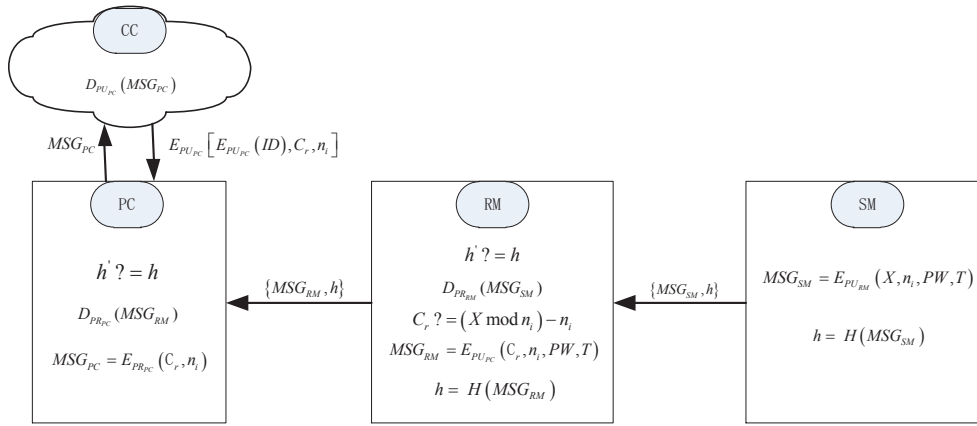 CC
D_{PU_{PC}}(MSG_{PC})
MSG_{PC}
E_{PU_{PC}}[E_{PU_{PC}}(ID), C_r, n_i]
PC
h' ? = h
D_{PR_{PC}}(MSG_{RM})
MSG_{PC} = E_{PR_{PC}}(C_r, n_i)
{MSG_{RM}, h}
RM
h' ? = h
D_{PR_{RM}}(MSG_{SM})
C_r ? = (X mod n_i) − n_i
MSG_{RM} = E_{PU_{PC}}(C_r, n_i, PW, T)
h = H(MSG_{RM})
{MSG_{SM}, h}
SM
MSG_{SM} = E_{PU_{RM}}(X, n_i, PW, T)
h = H(MSG_{SM})